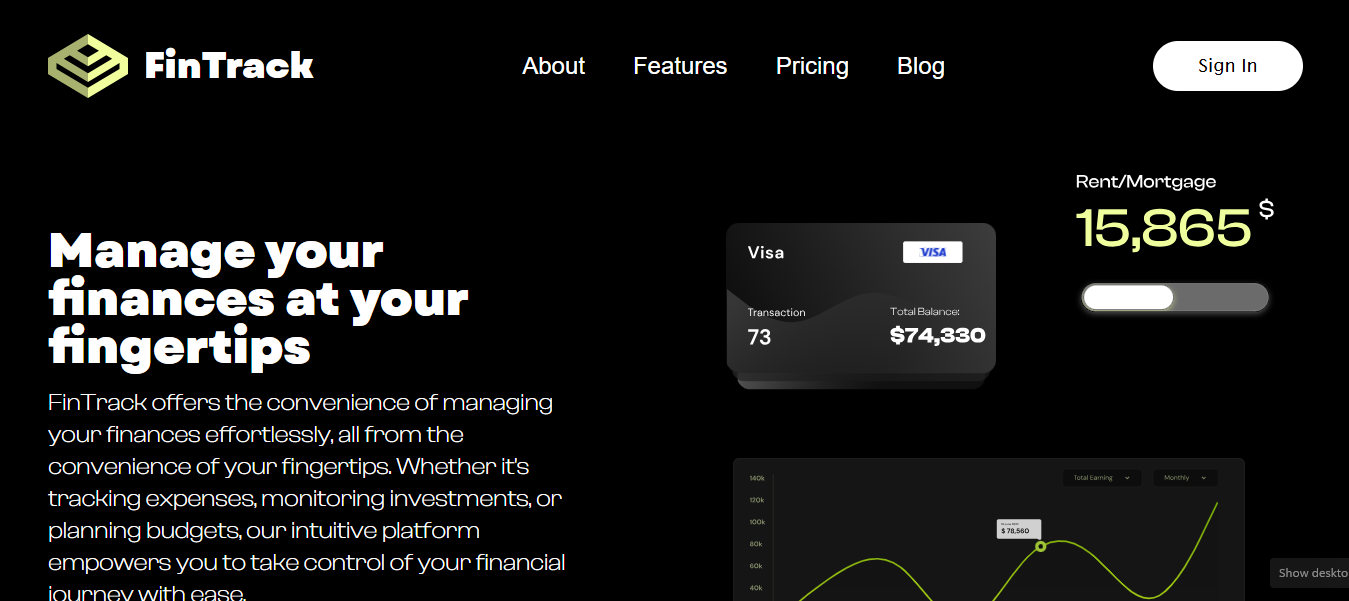 FinTrack
About Features Pricing Blog
Sign In
Manage your
finances at your
fingertips
FinTrack offers the convenience of managing
your finances effortlessly, all from the
convenience of your fingertips. Whether it's
tracking expenses, monitoring investments, or
planning budgets, our intuitive platform
empowers you to take control of your financial
journey with ease.
Visa
VISA
Transaction
73
Total Balance:
$74,330
Rent/Mortgage
15,865 $
Total Earning
Monthly
140k
120k
100k
80k
60k
40k
$ 78,560
Show deskto